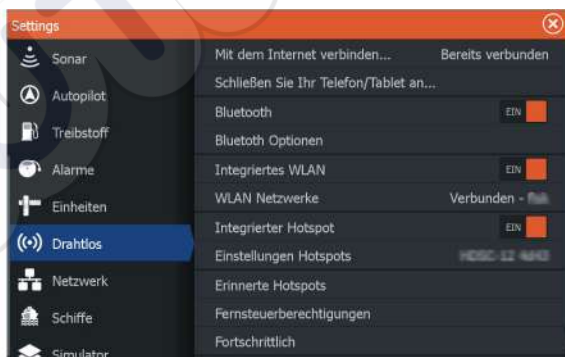 Settings
Sonar
Autopilot
Treibstoff
Alarme
Einheiten
Drahtlos
Netzwerk
Schiffe
Simulator
Mit dem Internet verbinden... Bereits verbunden
Schließen Sie Ihr Telefon/Tablet an...
Bluetooth EIN
Bluetoth Optionen
Integriertes WLAN EIN
WLAN Netzwerke Verbunden -
Integrierter Hotspot EIN
Einstellungen Hotspots
Erinnerte Hotspots
Fernsteuerberechtigungen
Fortschrittlich